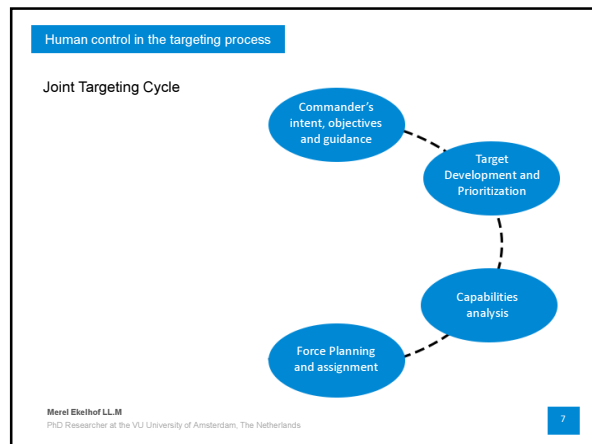 Human control in the targeting process
Joint Targeting Cycle
Commander's
intent, objectives
and guidance
Target
Development and
Prioritization
Capabilities
analysis
Force Planning
and assignment
Merel Ekelhof LL.M
PhD Researcher at the VU University of Amsterdam, The Netherlands
7